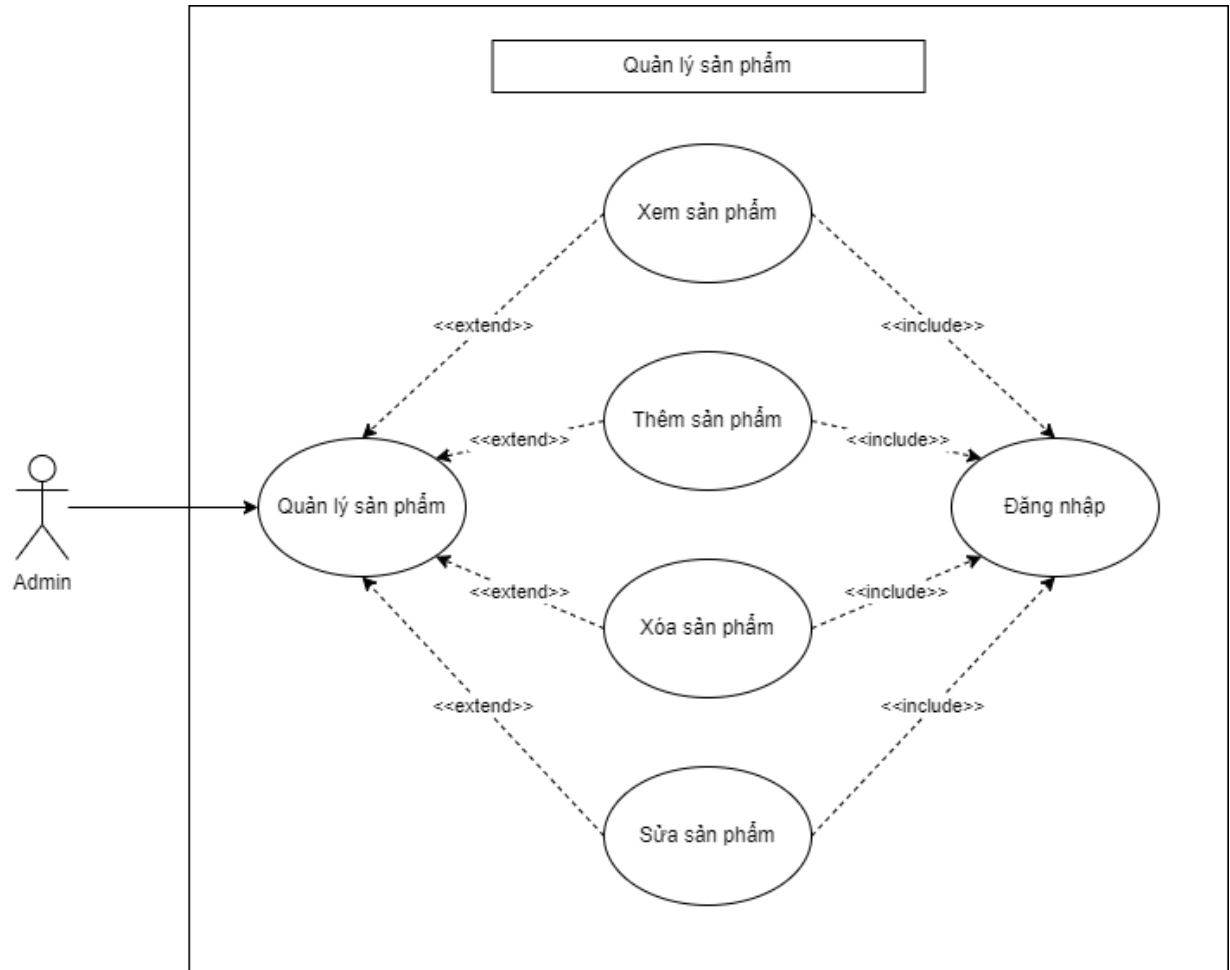 Quản lý sản phẩm
Xem sản phẩm
<<extend>>
<<include>>
Thêm sản phẩm
<<extend>>
<<include>>
Quản lý sản phẩm
Đăng nhập
Admin
<<extend>>
<<include>>
Xóa sản phẩm
<<extend>>
<<include>>
Sửa sản phẩm